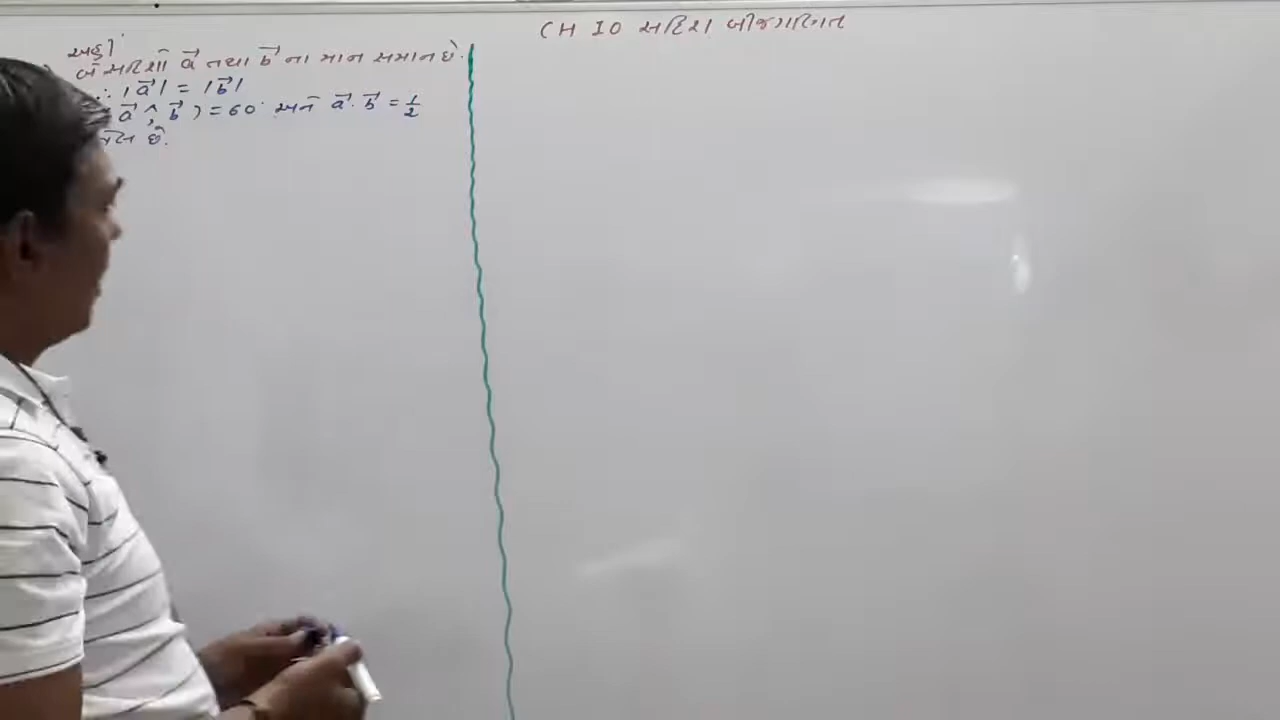 CH 10 સદિશ બીજગણિત
અહીં
બે સદિશો a⃗ તથા b⃗ ના માન સમાન છે.
∴ |a⃗| = |b⃗|
a⃗ ^ b⃗ ) = 60° અને a⃗ · b⃗ = 1/2
છે.